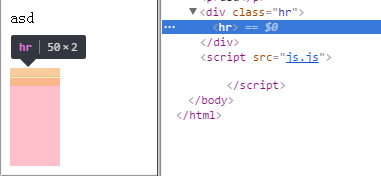 asd
hr 50 × 2
<div class="hr">
··· <hr> == $0
</div>
<script src="js.js">
</script>
</body>
</html>